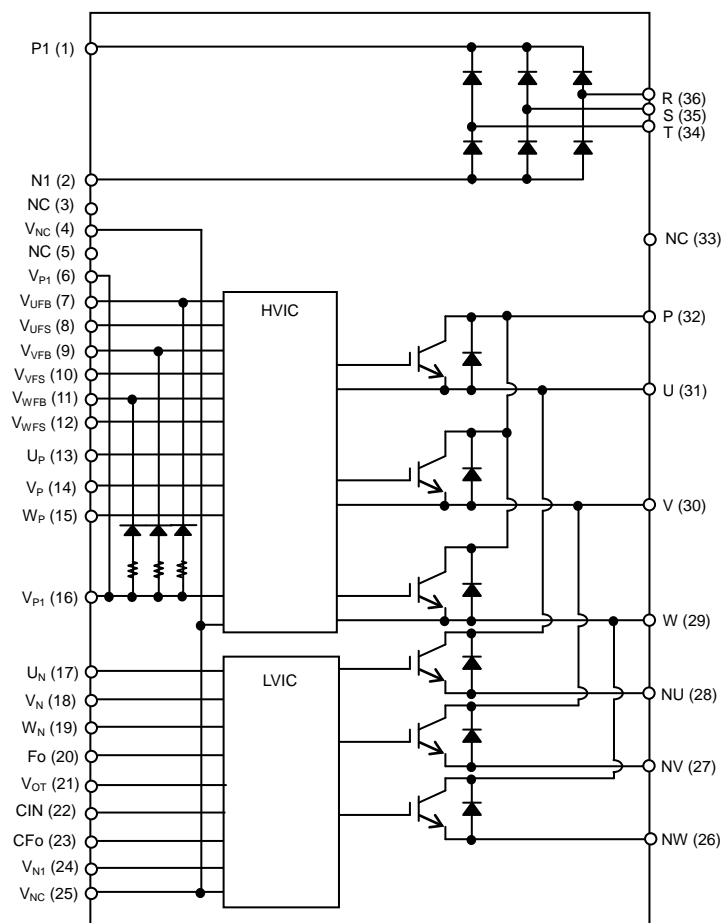 P1 (1)
N1 (2)
NC (3)
VNC (4)
NC (5)
VP1 (6)
VUFB (7)
VUFS (8)
VVFB (9)
VVFS (10)
VWFB (11)
VWFS (12)
UP (13)
VP (14)
WP (15)
VP1 (16)
UN (17)
VN (18)
WN (19)
Fo (20)
VOT (21)
CIN (22)
CFo (23)
VN1 (24)
VNC (25)
HVIC
LVIC
R (36)
S (35)
T (34)
NC (33)
P (32)
U (31)
V (30)
W (29)
NU (28)
NV (27)
NW (26)